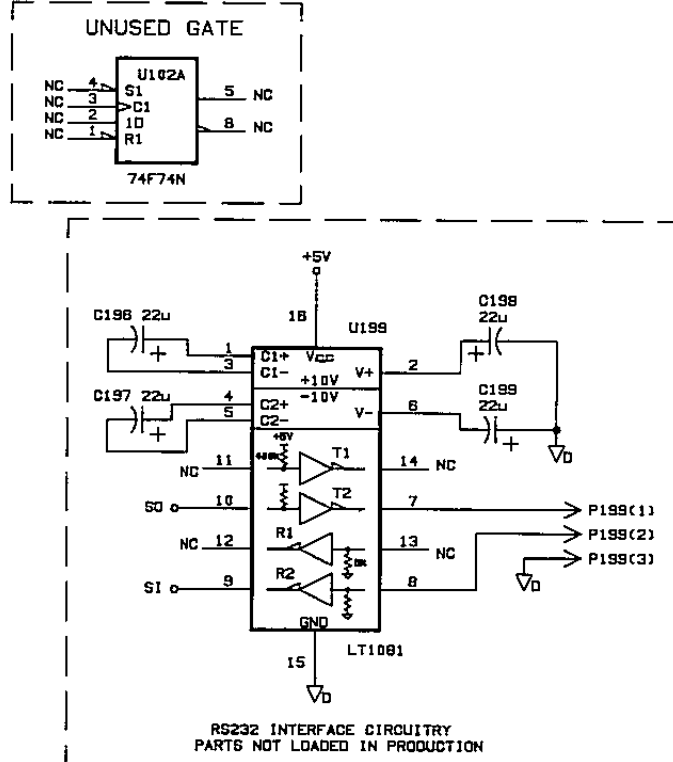 UNUSED GATE
U102A
NC 4 S1 5 NC
NC 3 C1
NC 2 1D 6 NC
NC 1 R1
74F74N
+5V
C196 22u 16 U199 C198 22u
1 C1+ VCC V+ 2
3 C1- +10V
C197 22u 4 C2+ -10V V- 6 C199 22u
5 C2-
D
+5V
NC 11 T1 14 NC
SO 10 T2 7 P199(1)
NC 12 R1 13 NC P199(2)
P199(3)
SI 9 R2 8 D
GND
LT1081
15
D
RS232 INTERFACE CIRCUITRY
PARTS NOT LOADED IN PRODUCTION